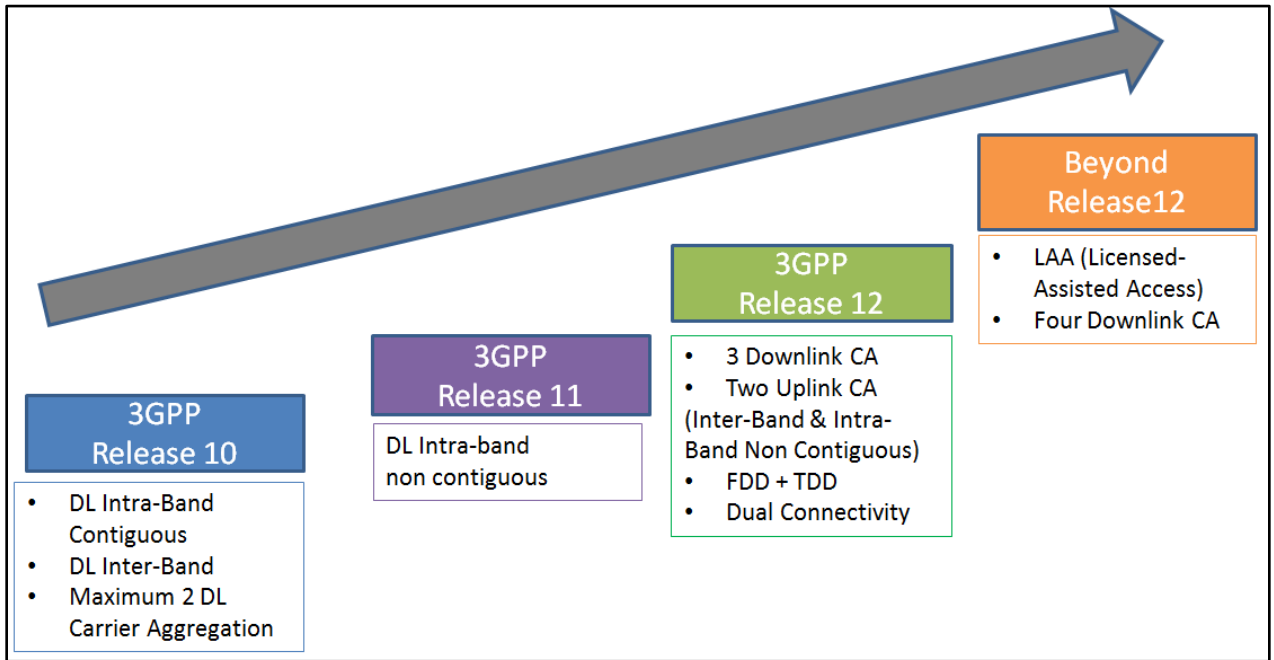 3GPP
Release 10
• DL Intra-Band
Contiguous
• DL Inter-Band
• Maximum 2 DL
Carrier Aggregation
3GPP
Release 11
DL Intra-band
non contiguous
3GPP
Release 12
• 3 Downlink CA
• Two Uplink CA
(Inter-Band & Intra-
Band Non Contiguous)
• FDD + TDD
• Dual Connectivity
Beyond
Release12
• LAA (Licensed-
Assisted Access)
• Four Downlink CA